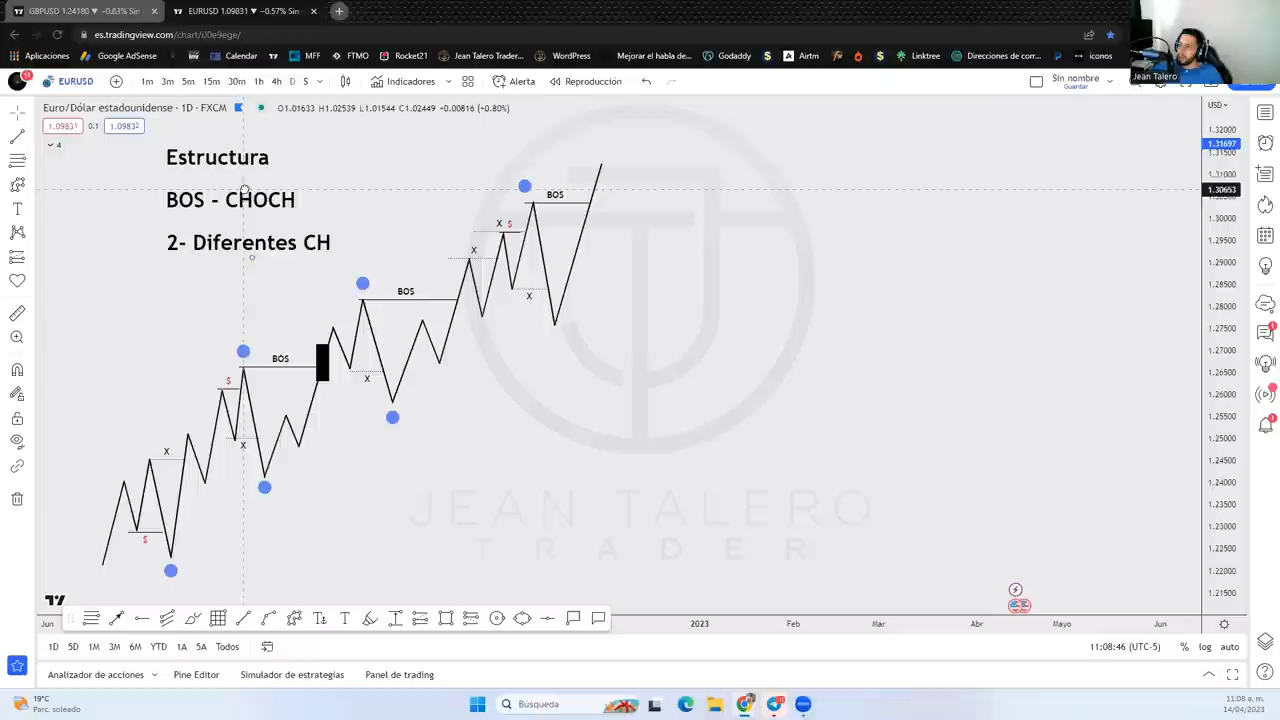 GBPUSD 1.24180 ▼ −0.83% Sin
EURUSD 1.09831 ▼ −0.57% Sin
es.tradingview.com/chart/iJ0e9ege/
Aplicaciones
Google AdSense
Calendar
MFF
FTMO
Rocket21
Jean Talero Trader...
WordPress
Mejorar el habla de...
Godaddy
Airtm
Linktree
Direcciones de corr...
iconos
Jean Talero
11
EURUSD
1m 3m 5m 15m 30m 1h 4h D S
Indicadores
Alerta
Reproducción
Sin nombre
Guardar
Euro/Dólar estadounidense · 1D · FXCM
O1.01633 H1.02539 L1.01544 C1.02449 +0.00816 (+0.80%)
USD
1.09831 0.1 1.09832
4
Estructura
BOS - CHOCH
2- Diferentes CH
BOS
X $
X
X
BOS
X
BOS
$
X
X
$
JEAN TALERO
TRADER
1.32000
1.31697
1.31500
1.31000
1.30653
1.30000
1.29500
1.29000
1.28500
1.28000
1.27500
1.27000
1.26500
1.26000
1.25500
1.25000
1.24500
1.24000
1.23500
1.23000
1.22500
1.22000
1.21500
Jun
2023
Feb
Mar
Abr
Mayo
Jun
1D 5D 1M 3M 6M YTD 1A 5A Todos
11:08:46 (UTC-5) % log auto
Analizador de acciones
Pine Editor
Simulador de estrategias
Panel de trading
19°C
Parc. soleado
Búsqueda
11:08 a. m.
14/04/2023